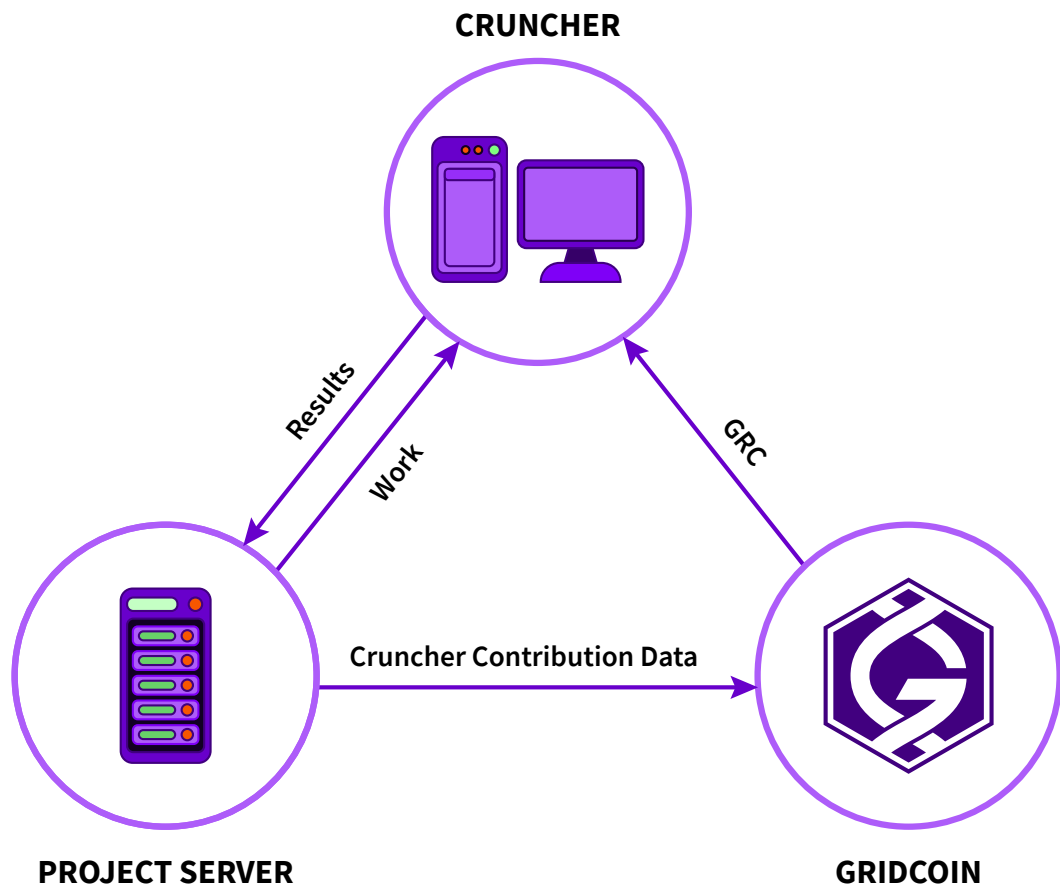 CRUNCHER
Results
Work
GRC
Cruncher Contribution Data
PROJECT SERVER
GRIDCOIN